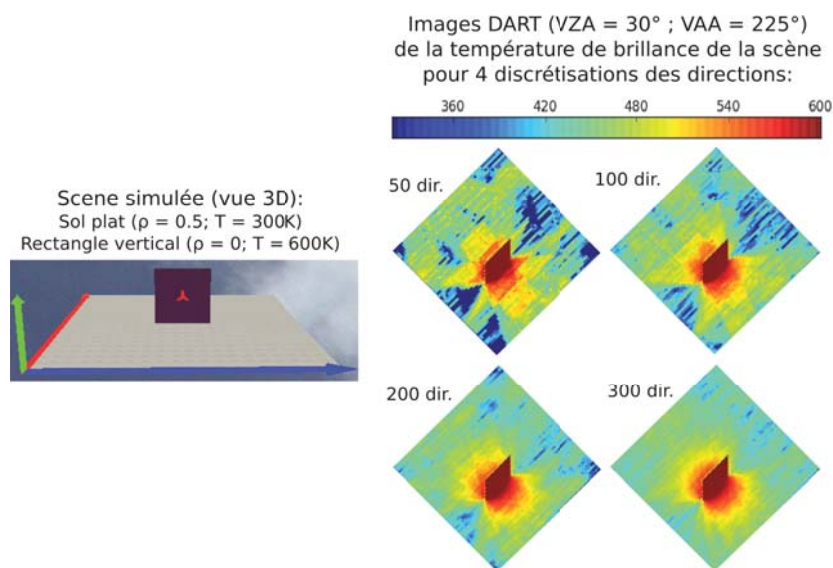 Images DART (VZA = 30° ; VAA = 225°)
de la température de brillance de la scène
pour 4 discrétisations des directions:
360 420 480 540 600
Scene simulée (vue 3D):
Sol plat (ρ = 0.5; T = 300K)
Rectangle vertical (ρ = 0; T = 600K)
50 dir.
100 dir.
200 dir.
300 dir.